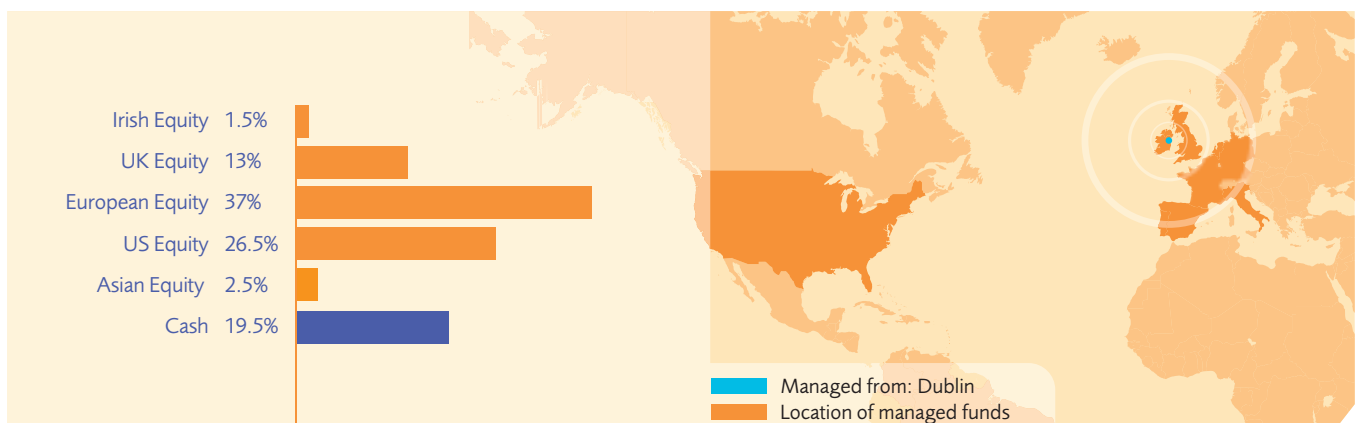 Irish Equity 1.5%
UK Equity 13%
European Equity 37%
US Equity 26.5%
Asian Equity 2.5%
Cash 19.5%
Managed from: Dublin
Location of managed funds